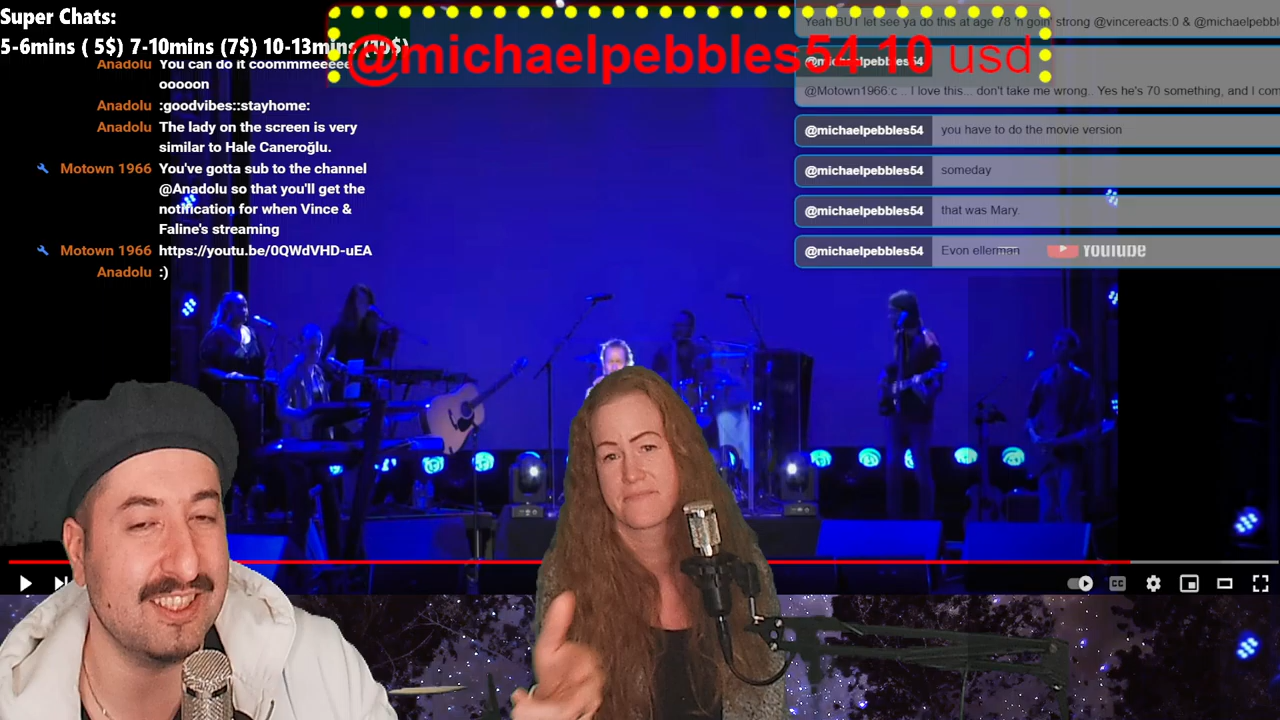 Super Chats:
5-6mins ( 5$) 7-10mins (7$) 10-13mins (10$)
@michaelpebbles54 10 usd
Anadolu You can do it coommmeeeee
ooooon
Anadolu :goodvibes::stayhome:
Anadolu The lady on the screen is very
similar to Hale Caneroğlu.
Motown 1966 You've gotta sub to the channel
@Anadolu so that you'll get the
notification for when Vince &
Faline's streaming
Motown 1966 https://youtu.be/0QWdVHD-uEA
Anadolu :)
Yeah BUT let see ya do this at age 78 'n goin' strong @vincereacts:0 &
@michaelpebbles54
@Motown1966:c .. I love this... don't take me wrong.. Yes he's 70 something, and I
@michaelpebbles54 you have to do the movie version
@michaelpebbles54 someday
@michaelpebbles54 that was Mary.
@michaelpebbles54 Evon ellerman
YouTube
CC